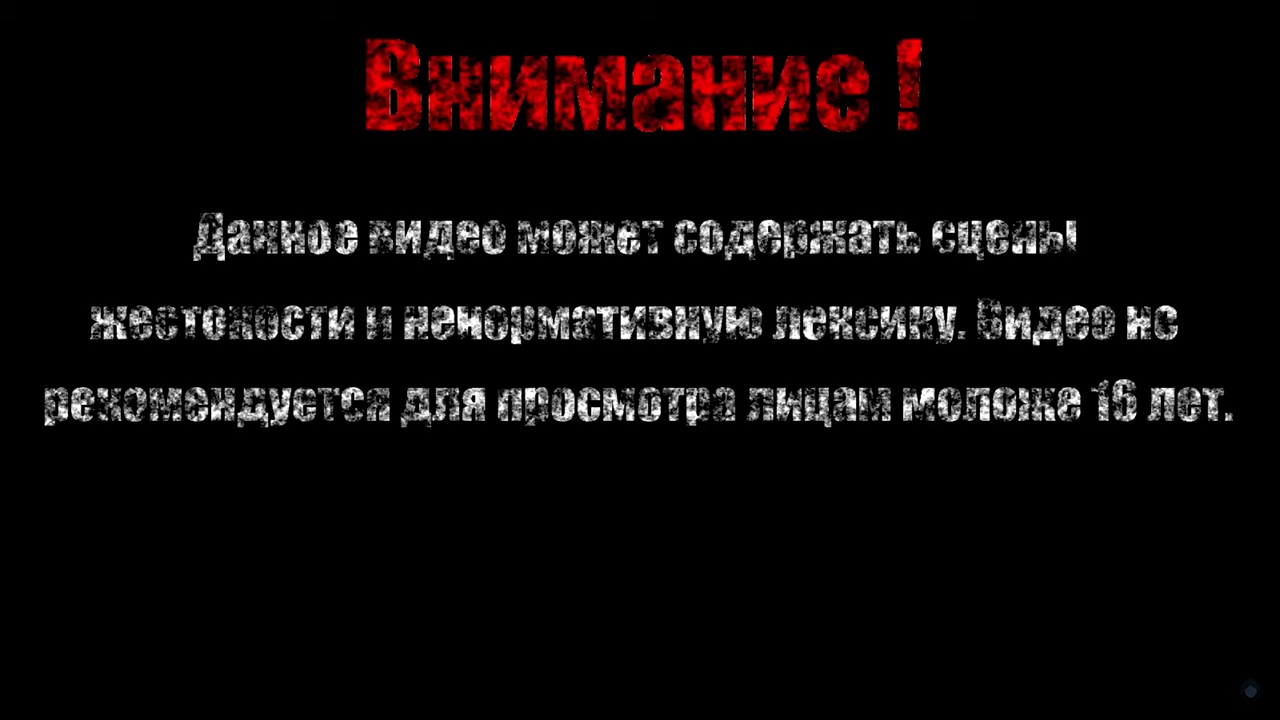 Внимание !
Данное видео может содержать сцены
жестокости и ненормативную лексику. Видео не
рекомендуется для просмотра лицам моложе 16 лет.